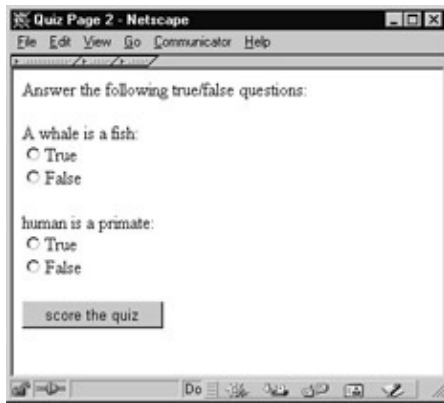 Quiz Page 2 - Netscape
File Edit View Go Communicator Help
Answer the following true/false questions:
A whale is a fish:
True
False
human is a primate:
True
False
score the quiz
Do